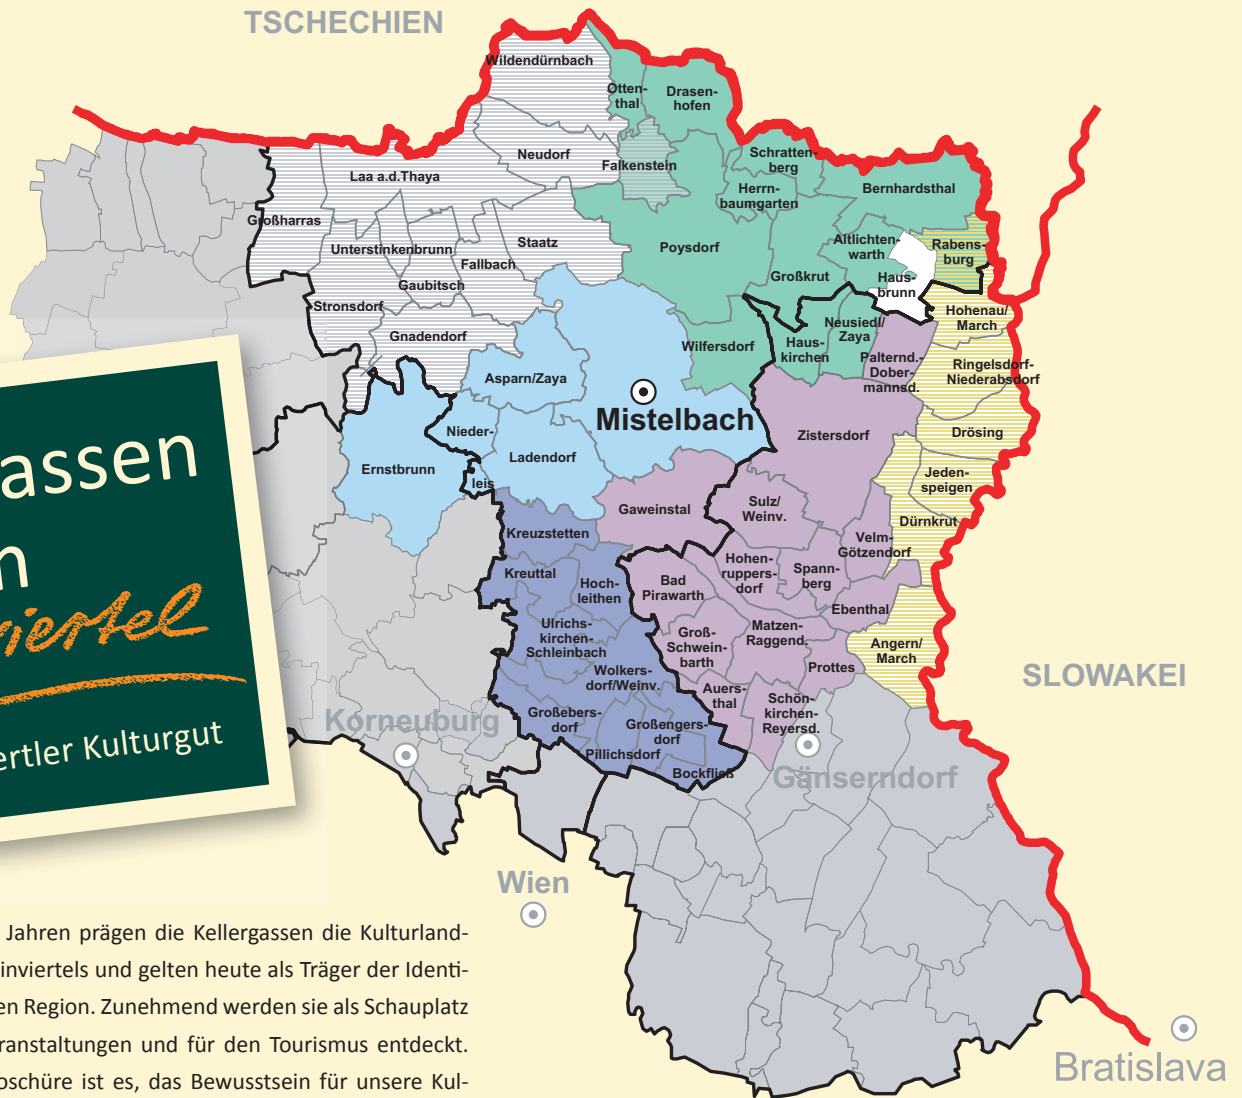 TSCHECHIEN
Wildendürnbach
Otten-
thal
Drasen-
hofen
Neudorf
Falkenstein
Schratten-
berg
Laa a.d.Thaya
Herrn-
baumgarten
Bernhardsthal
Großharras
Unterstinkenbrunn
Staatz
Fallbach
Gaubitsch
Poysdorf
Altlichten-
warth
Rabens-
burg
Großkrut
Haus-
brunn
Stronsdorf
Gnadendorf
Hohenau/
March
Neusiedl/
Zaya
Wilfersdorf
Haus-
kirchen
Palternd.-
Dober-
mannsd.
Ringelsdorf-
Niederabsdorf
Asparn/Zaya
Mistelbach
Nieder-
leis
Zistersdorf
Drösing
Ernstbrunn
Ladendorf
Jeden-
speigen
Gaweinstal
Sulz/
Weinv.
Dürnkrut
Kreuzstetten
Velm-
Götzendorf
Kreuttal
Hoch-
leithen
Hohen-
ruppers-
dorf
Spann-
berg
Bad
Pirawarth
Ebenthal
Ulrichs-
kirchen-
Schleinbach
Groß-
Schwein-
barth
Matzen-
Raggend.
Angern/
March
Prottes
Wolkers-
dorf/Weinv.
Auers-
thal
Schön-
kirchen-
Reyersd.
Großebers-
dorf
Großengers-
dorf
Pillichsdorf
Bockfließ
SLOWAKEI
Korneuburg
Gänserndorf
Wien
Bratislava
assen
n
viertel
ertler Kulturgut
Jahren prägen die Kellergassen die Kulturland-
inviertels und gelten heute als Träger der Identi-
en Region. Zunehmend werden sie als Schauplatz
ranstaltungen und für den Tourismus entdeckt.
oschüre ist es, das Bewusstsein für unsere Kul-